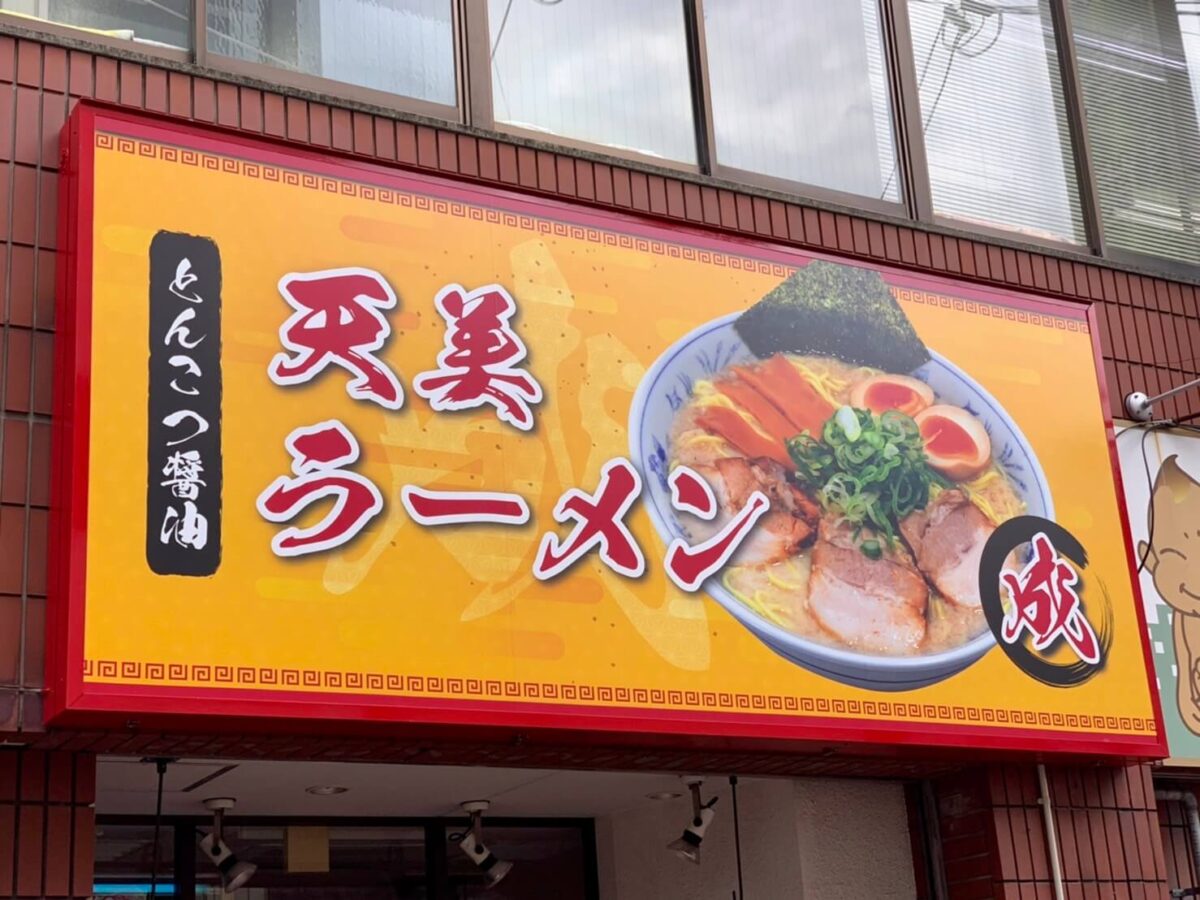 とんこつ醤油
天美
ラーメン
成